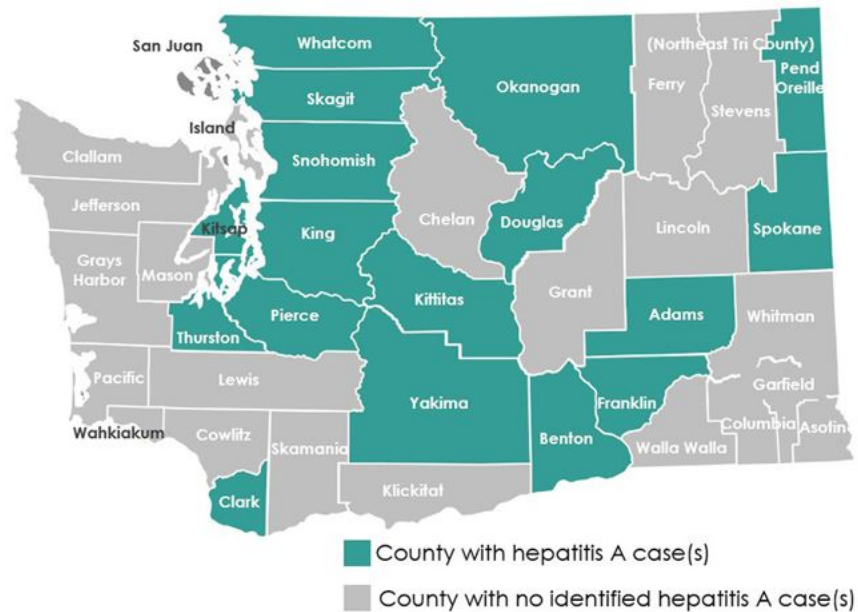 San Juan
Whatcom
Skagit
Island
Snohomish
Okanogan
(Northeast Tri County)
Ferry
Stevens
Pend
Oreille
Clallam
Jefferson
Kitsap
King
Chelan
Douglas
Lincoln
Spokane
Grays
Harbor
Mason
Kittitas
Grant
Adams
Whitman
Thurston
Pierce
Pacific
Lewis
Yakima
Franklin
Garfield
Benton
Columbia
Asotin
Wahkiakum
Cowlitz
Skamania
Walla Walla
Clark
Klickitat
County with hepatitis A case(s)
County with no identified hepatitis A case(s)